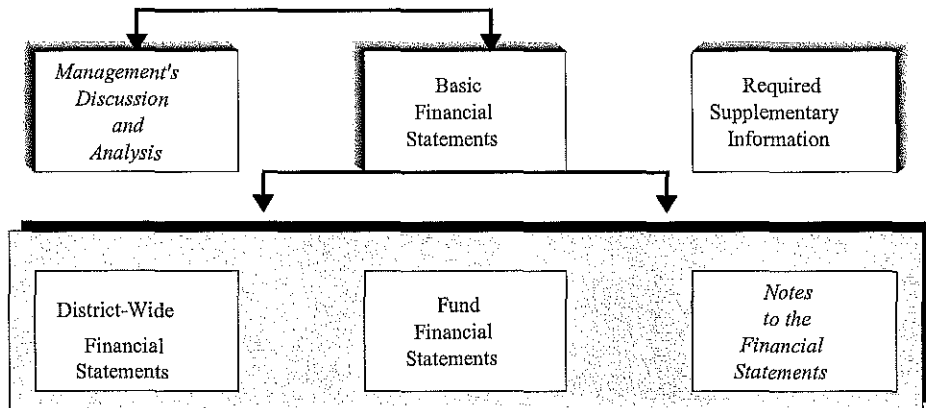 Management's
Discussion
and
Analysis
Basic
Financial
Statements
Required
Supplementary
Information
District-Wide
Financial
Statements
Fund
Financial
Statements
Notes
to the
Financial
Statements